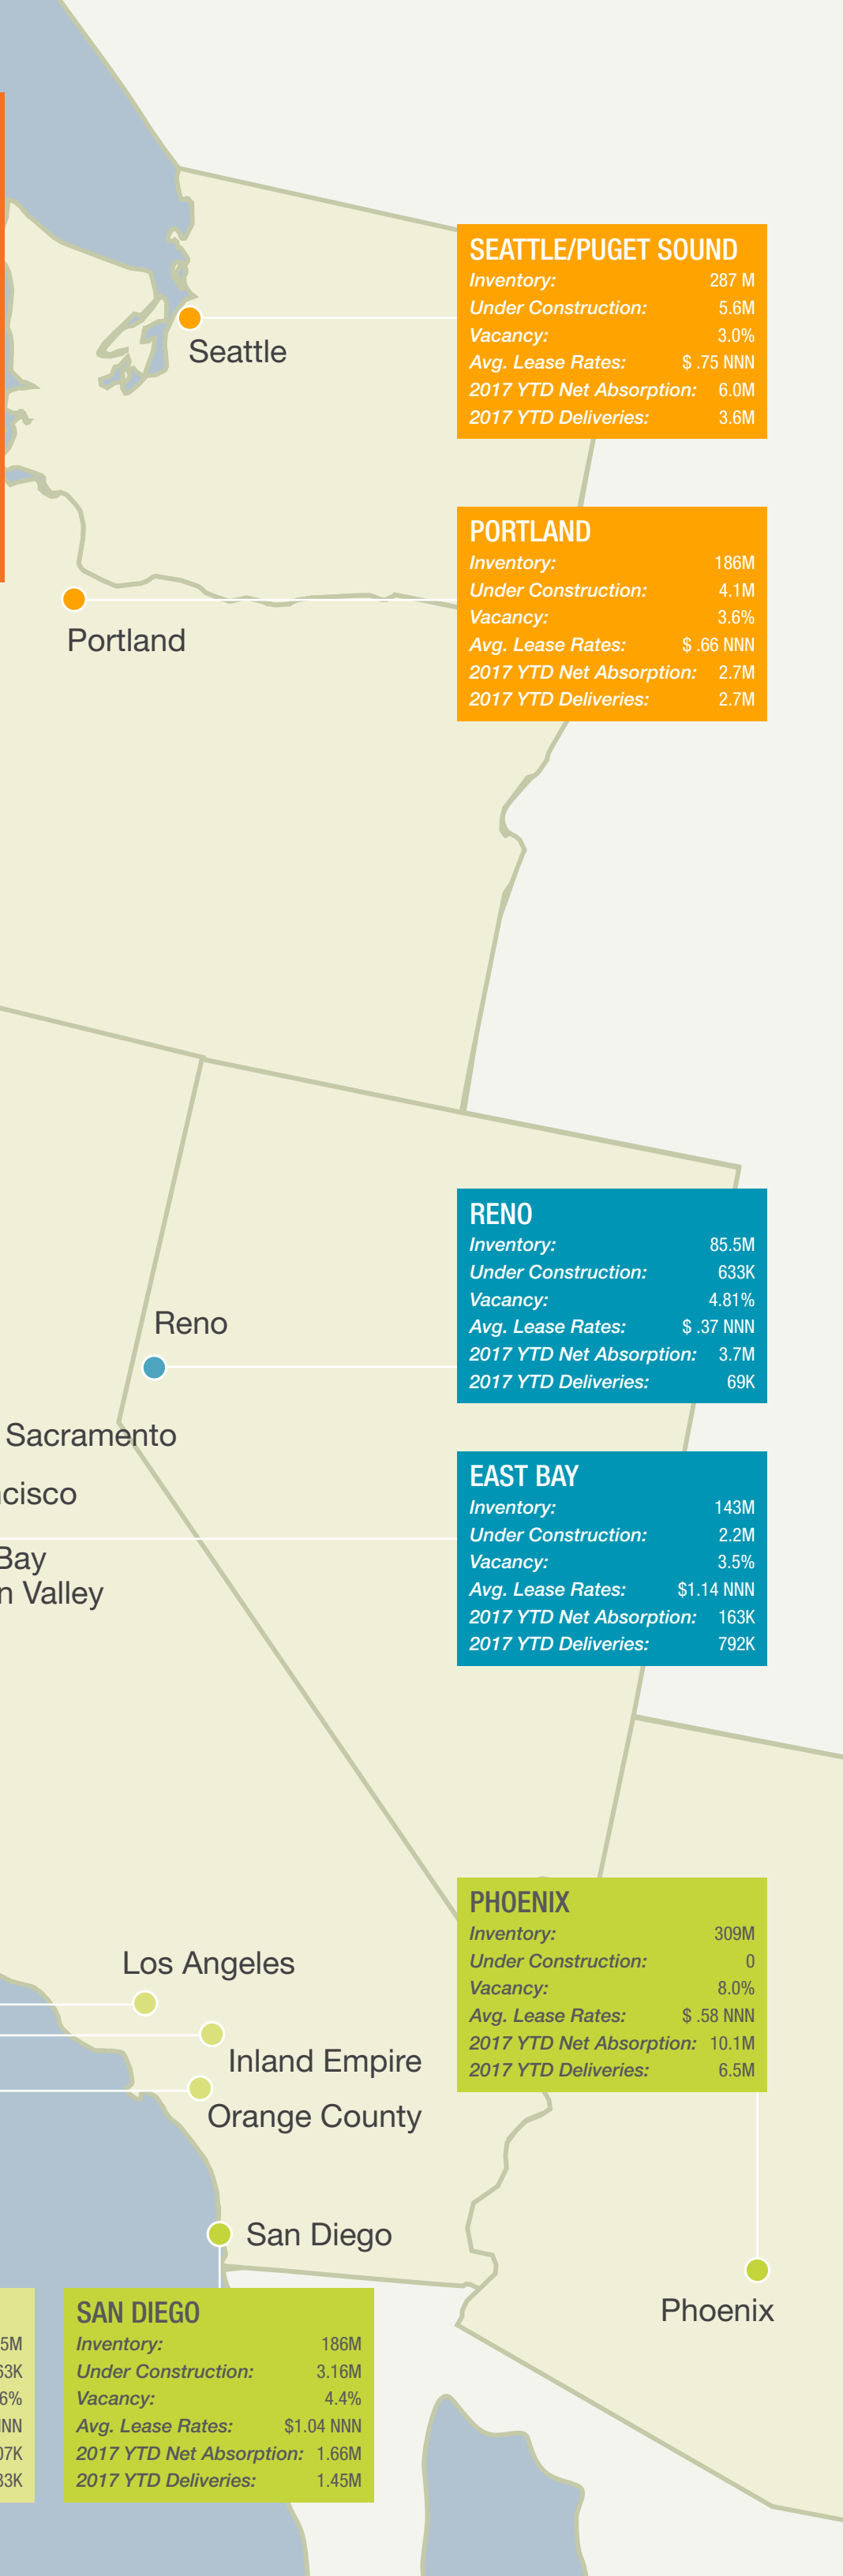 SEATTLE/PUGET SOUND
Inventory: 287 M
Under Construction: 5.6M
Vacancy: 3.0%
Avg. Lease Rates: $ .75 NNN
2017 YTD Net Absorption: 6.0M
2017 YTD Deliveries: 3.6M
Seattle
PORTLAND
Inventory: 186M
Under Construction: 4.1M
Vacancy: 3.6%
Avg. Lease Rates: $ .66 NNN
2017 YTD Net Absorption: 2.7M
2017 YTD Deliveries: 2.7M
Portland
RENO
Inventory: 85.5M
Under Construction: 633K
Vacancy: 4.81%
Avg. Lease Rates: $ .37 NNN
2017 YTD Net Absorption: 3.7M
2017 YTD Deliveries: 69K
Reno
Sacramento
cisco
Bay
n Valley
EAST BAY
Inventory: 143M
Under Construction: 2.2M
Vacancy: 3.5%
Avg. Lease Rates: $1.14 NNN
2017 YTD Net Absorption: 163K
2017 YTD Deliveries: 792K
PHOENIX
Inventory: 309M
Under Construction: 0
Vacancy: 8.0%
Avg. Lease Rates: $ .58 NNN
2017 YTD Net Absorption: 10.1M
2017 YTD Deliveries: 6.5M
Los Angeles
Inland Empire
Orange County
San Diego
Phoenix
5M
63K
6%
NN
07K
33K
SAN DIEGO
Inventory: 186M
Under Construction: 3.16M
Vacancy: 4.4%
Avg. Lease Rates: $1.04 NNN
2017 YTD Net Absorption: 1.66M
2017 YTD Deliveries: 1.45M